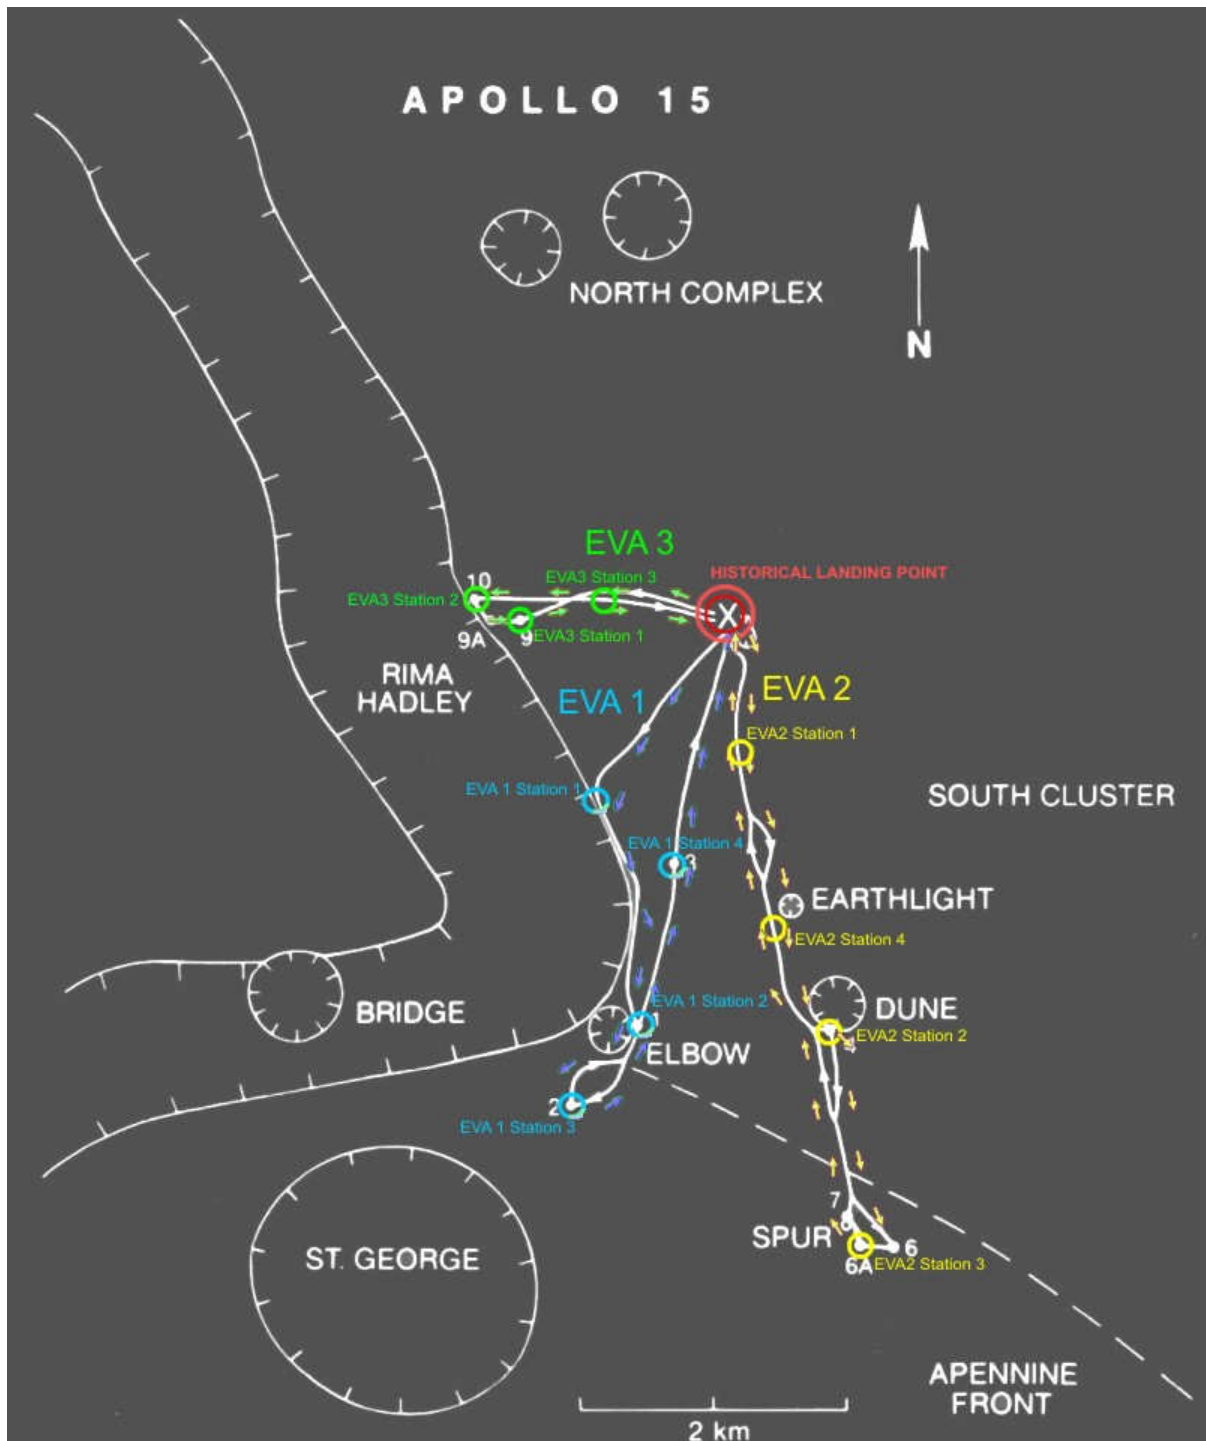 APOLLO 15
NORTH COMPLEX
N
EVA 3
10
EVA3 Station 3
HISTORICAL LANDING POINT
EVA3 Station 2
X
9A
9
EVA3 Station 1
RIMA
HADLEY
EVA 1
EVA 2
EVA2 Station 1
EVA 1 Station 1
SOUTH CLUSTER
EVA 1 Station 4
3
EARTHLIGHT
EVA2 Station 4
BRIDGE
EVA 1 Station 2
1
DUNE
EVA2 Station 2
4
ELBOW
2
EVA 1 Station 3
7
8
SPUR
6
6A
EVA2 Station 3
ST. GEORGE
APENNINE
FRONT
2 km